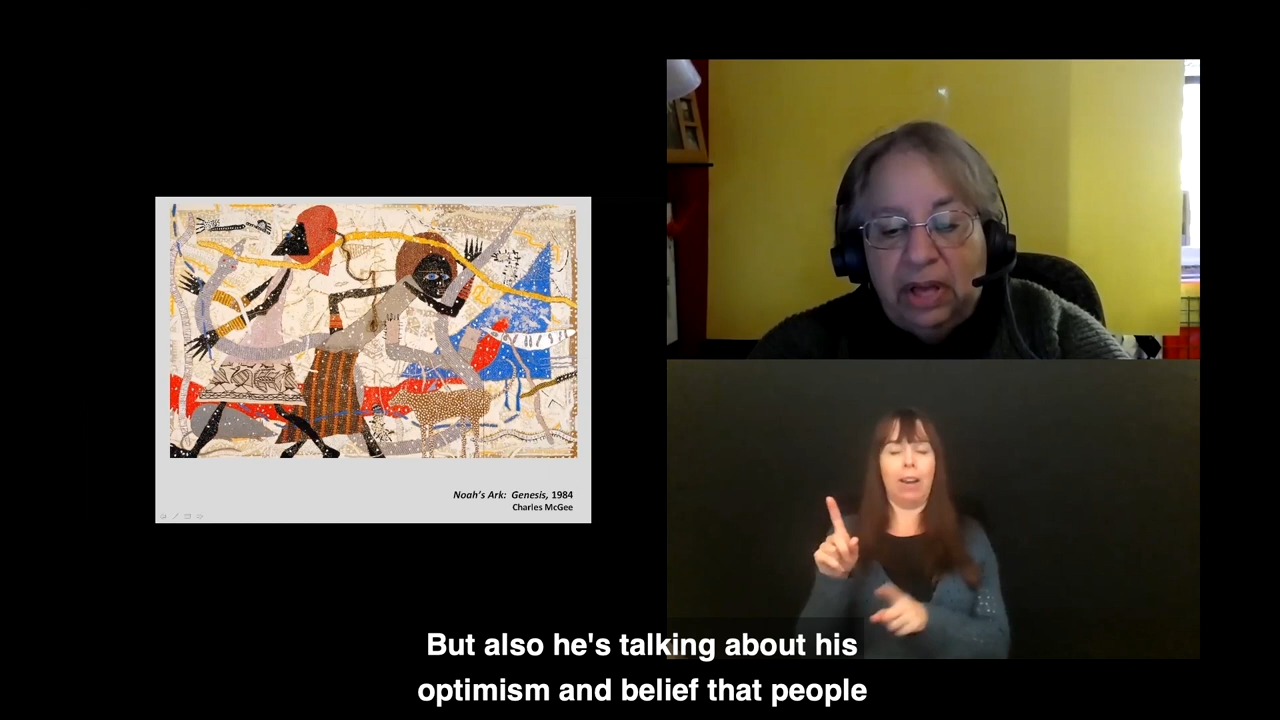 Noah's Ark:  Genesis, 1984
Charles McGee
But also he's talking about his
optimism and belief that people